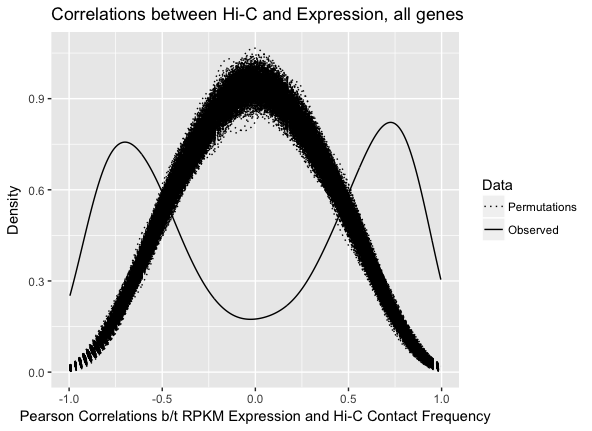 Correlations between Hi-C and Expression, all genes
Density
0.9
0.6
0.3
0.0
-1.0 -0.5 0.0 0.5 1.0
Pearson Correlations b/t RPKM Expression and Hi-C Contact Frequency
Data
Permutations
Observed